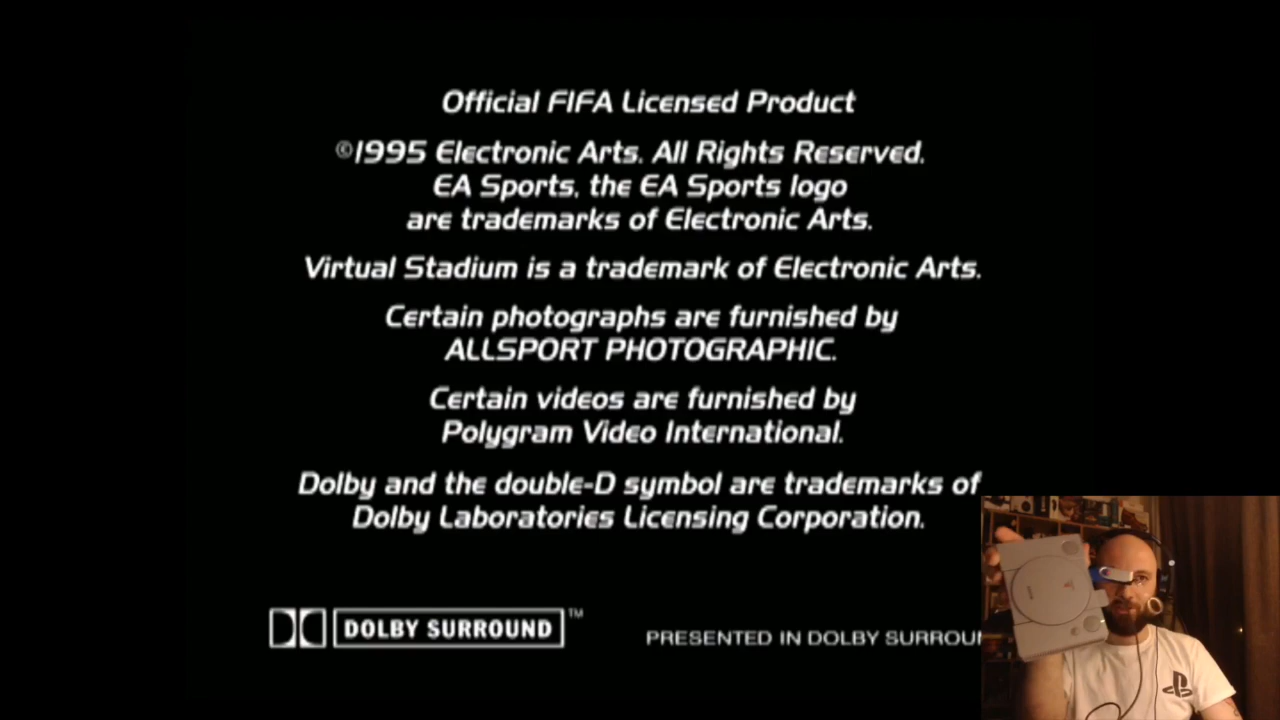 Official FIFA Licensed Product
©1995 Electronic Arts. All Rights Reserved.
EA Sports, the EA Sports logo
are trademarks of Electronic Arts.
Virtual Stadium is a trademark of Electronic Arts.
Certain photographs are furnished by
ALLSPORT PHOTOGRAPHIC.
Certain videos are furnished by
Polygram Video International.
Dolby and the double-D symbol are trademarks of
Dolby Laboratories Licensing Corporation.
DOLBY SURROUND ™
PRESENTED IN DOLBY SURROU